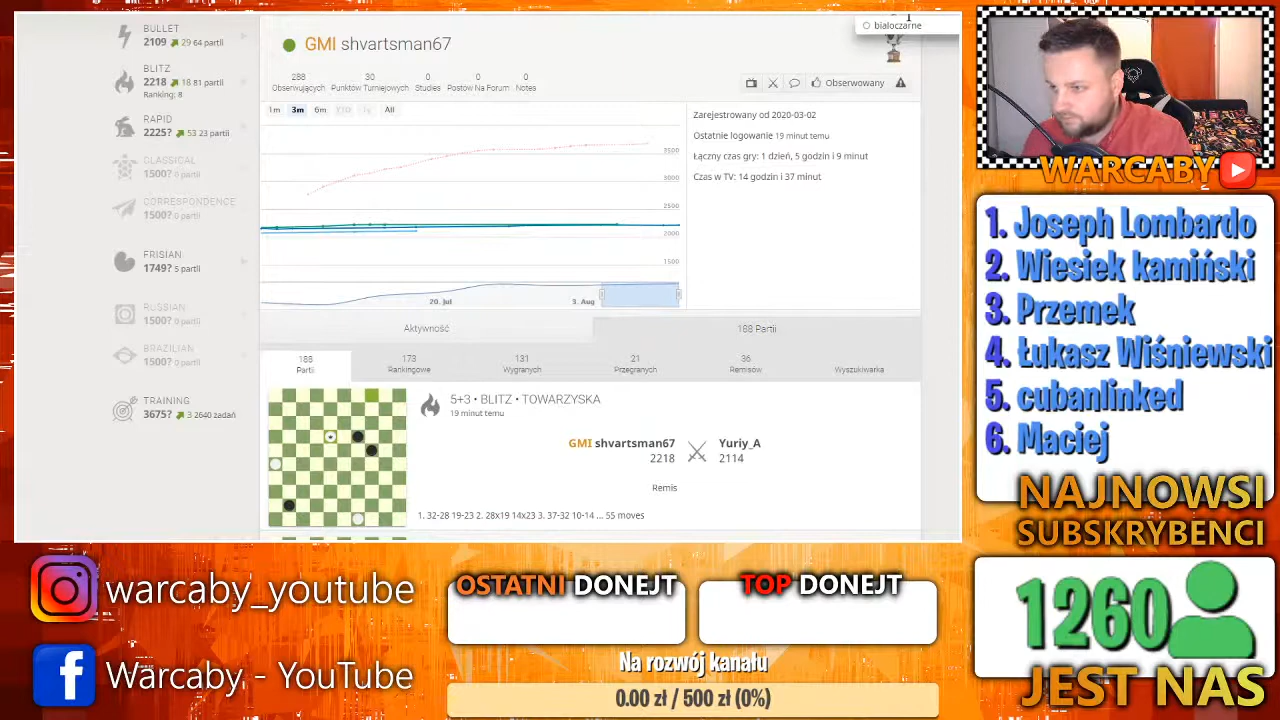 BULLET
2109 29 64 partii
BLITZ
2218 18 81 partii
Ranking: 8
RAPID
2225? 53 23 partii
CLASSICAL
1500? 0 partii
CORRESPONDENCE
1500? 0 partii
FRISIAN
1749? 5 partii
RUSSIAN
1500? 0 partii
BRAZILIAN
1500? 0 partii
TRAINING
3675? 3 2640 zadań
GMI shvartsman67
bialoczarne
288
Obserwujących
30
Punktów Turniejowych
0
Studies
0
Postów Na Forum
0
Notes
Obserwowany
1m 3m 6m YTD 1y All
3500
3000
2500
2000
1500
20. Jul
3. Aug
Zarejestrowany od 2020-03-02
Ostatnie logowanie 19 minut temu
Łączny czas gry: 1 dzień, 5 godzin i 9 minut
Czas w TV: 14 godzin i 37 minut
Aktywność
188 Partii
188
Partii
173
Rankingowe
131
Wygranych
21
Przegranych
36
Remisów
Wyszukiwarka
5+3 • BLITZ • TOWARZYSKA
19 minut temu
GMI shvartsman67
2218
Yuriy_A
2114
Remis
1. 32-28 19-23 2. 28x19 14x23 3. 37-32 10-14 ... 55 moves
WARCABY
1. Joseph Lombardo
2. Wiesiek kamiński
3. Przemek
4. Łukasz Wiśniewski
5. cubanlinked
6. Maciej
NAJNOWSI
SUBSKRYBENCI
1260
JEST NAS
warcaby_youtube
Warcaby - YouTube
OSTATNI DONEJT
TOP DONEJT
Na rozwój kanału
0.00 zł / 500 zł (0%)